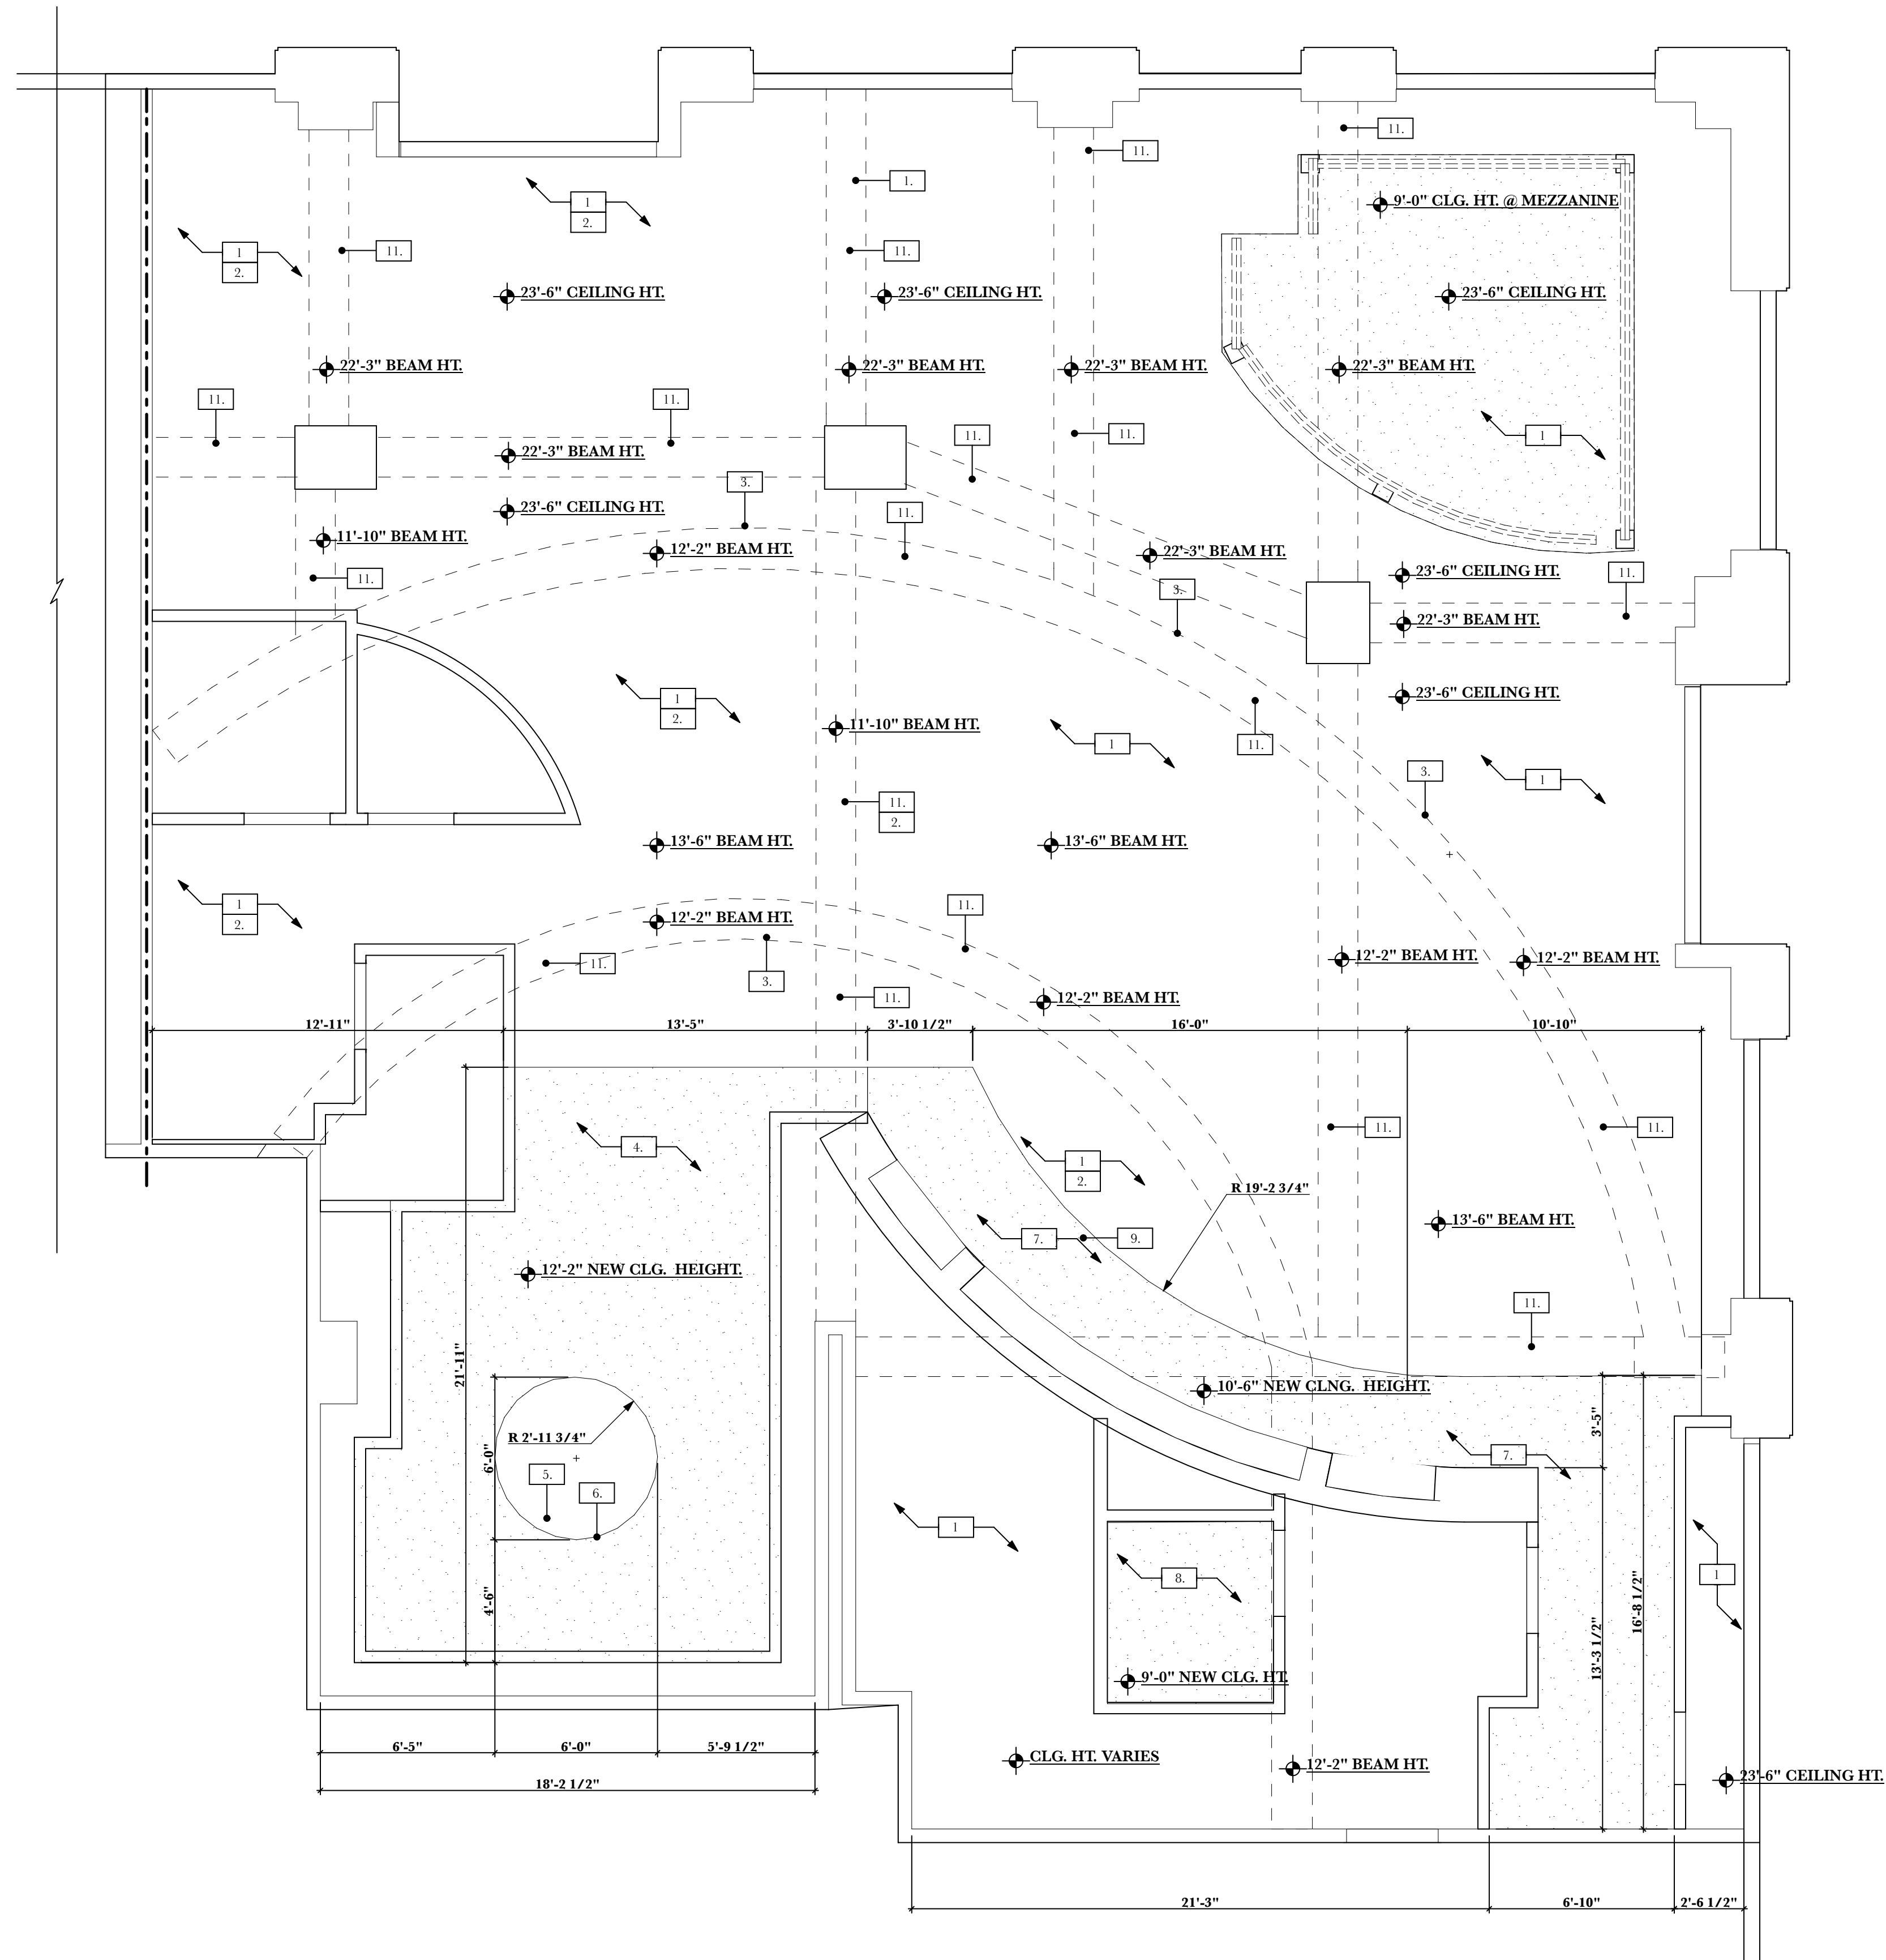 11.
11.
1.
1
2.
9'-0" CLG. HT. @ MEZZANINE
1
2.
11.
11.
23'-6" CEILING HT.
23'-6" CEILING HT.
23'-6" CEILING HT.
22'-3" BEAM HT.
22'-3" BEAM HT.
22'-3" BEAM HT.
22'-3" BEAM HT.
11.
11.
11.
11.
1
22'-3" BEAM HT.
3.
23'-6" CEILING HT.
11.
11'-10" BEAM HT.
12'-2" BEAM HT.
22'-3" BEAM HT.
11.
23'-6" CEILING HT.
11.
3.
22'-3" BEAM HT.
1
2.
23'-6" CEILING HT.
11'-10" BEAM HT.
1
11.
3.
1
11.
2.
13'-6" BEAM HT.
13'-6" BEAM HT.
1
2.
11.
12'-2" BEAM HT.
11.
3.
12'-2" BEAM HT.
12'-2" BEAM HT.
11.
12'-2" BEAM HT.
12'-11"
13'-5"
3'-10 1/2"
16'-0"
10'-10"
11.
11.
4.
1
2.
R 19'-2 3/4"
13'-6" BEAM HT.
7.
9.
12'-2" NEW CLG. HEIGHT.
11.
21'-11"
10'-6" NEW CLNG. HEIGHT.
3'-5"
R 2'-11 3/4"
6'-0"
5.
6.
7.
1
8.
1
4'-6"
13'-3 1/2"
16'-8 1/2"
9'-0" NEW CLG. HT.
6'-5"
6'-0"
5'-9 1/2"
CLG. HT. VARIES
12'-2" BEAM HT.
23'-6" CEILING HT.
18'-2 1/2"
21'-3"
6'-10"
2'-6 1/2"